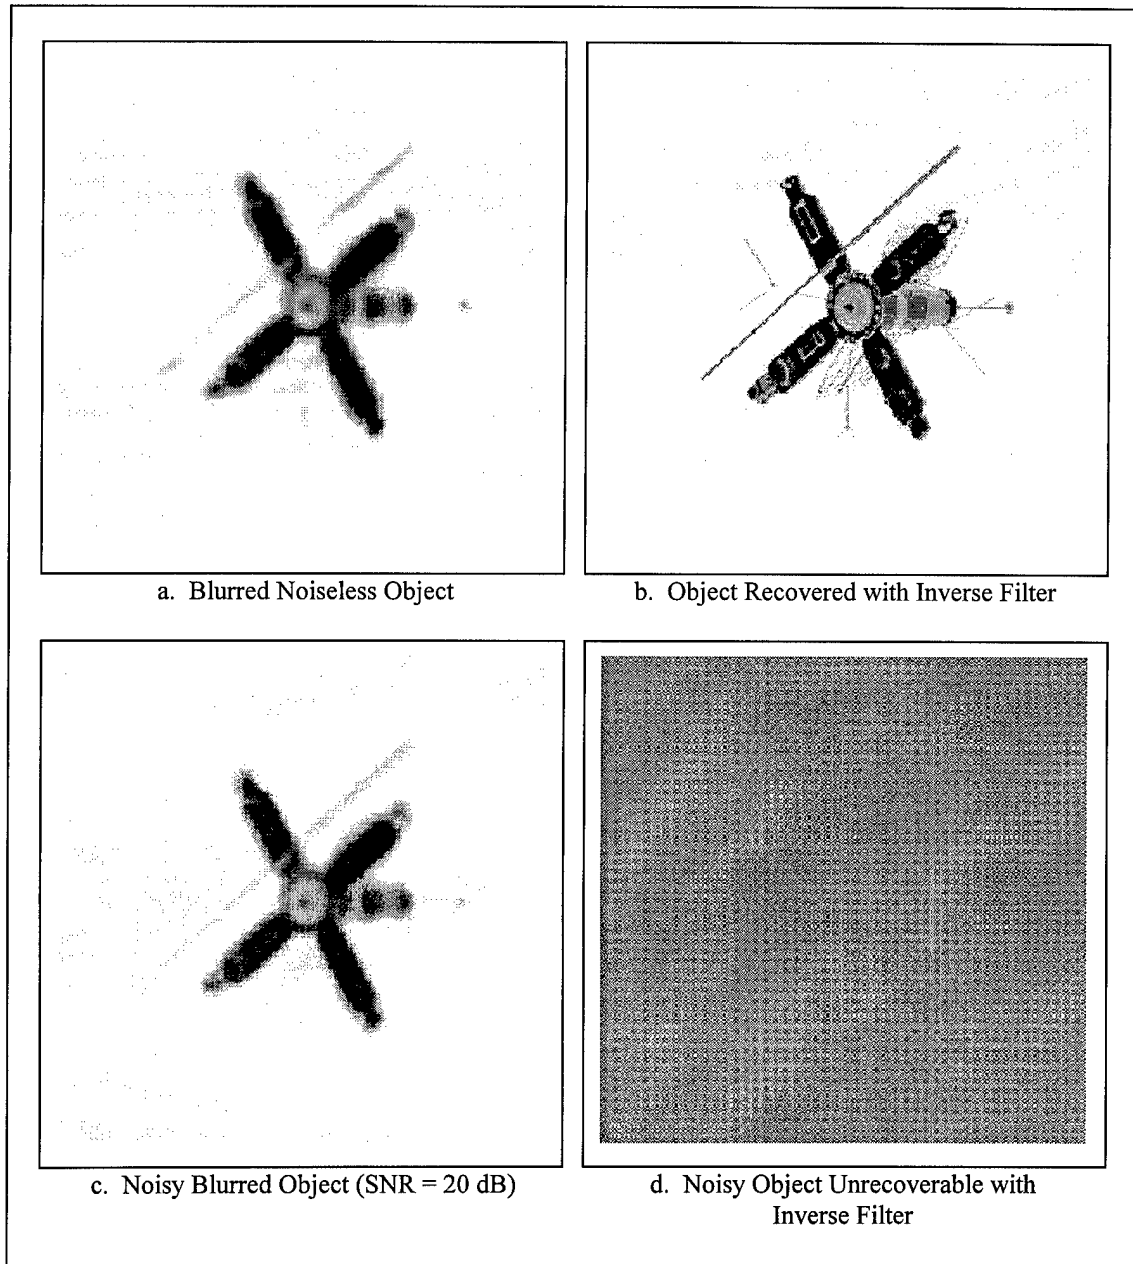 a. Blurred Noiseless Object
b. Object Recovered with Inverse Filter
c. Noisy Blurred Object (SNR = 20 dB)
d. Noisy Object Unrecoverable with
Inverse Filter